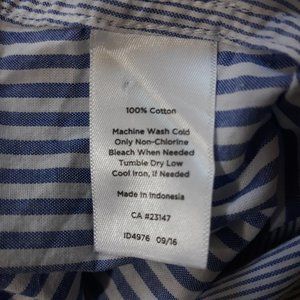 100% Cotton
Machine Wash Cold
Only Non-Chlorine
Bleach When Needed
Tumble Dry Low
Cool Iron, if Needed
Made in Indonesia
CA #23147
ID4976 09/16